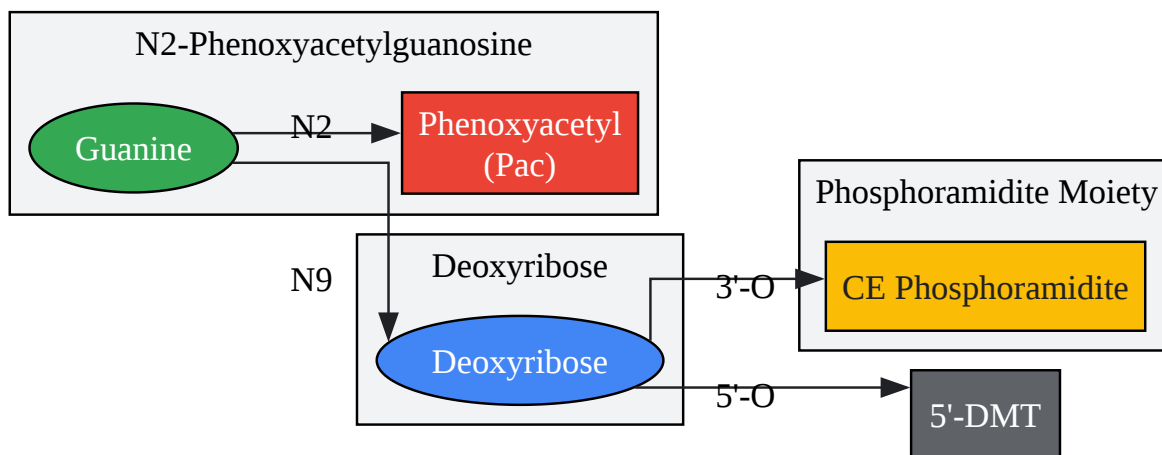 N2-Phenoxyacetylguanosine
N2
Guanine
Phenoxyacetyl
(Pac)
Phosphoramidite Moiety
Deoxyribose
N9
3'-O
CE Phosphoramidite
Deoxyribose
5'-O
5'-DMT